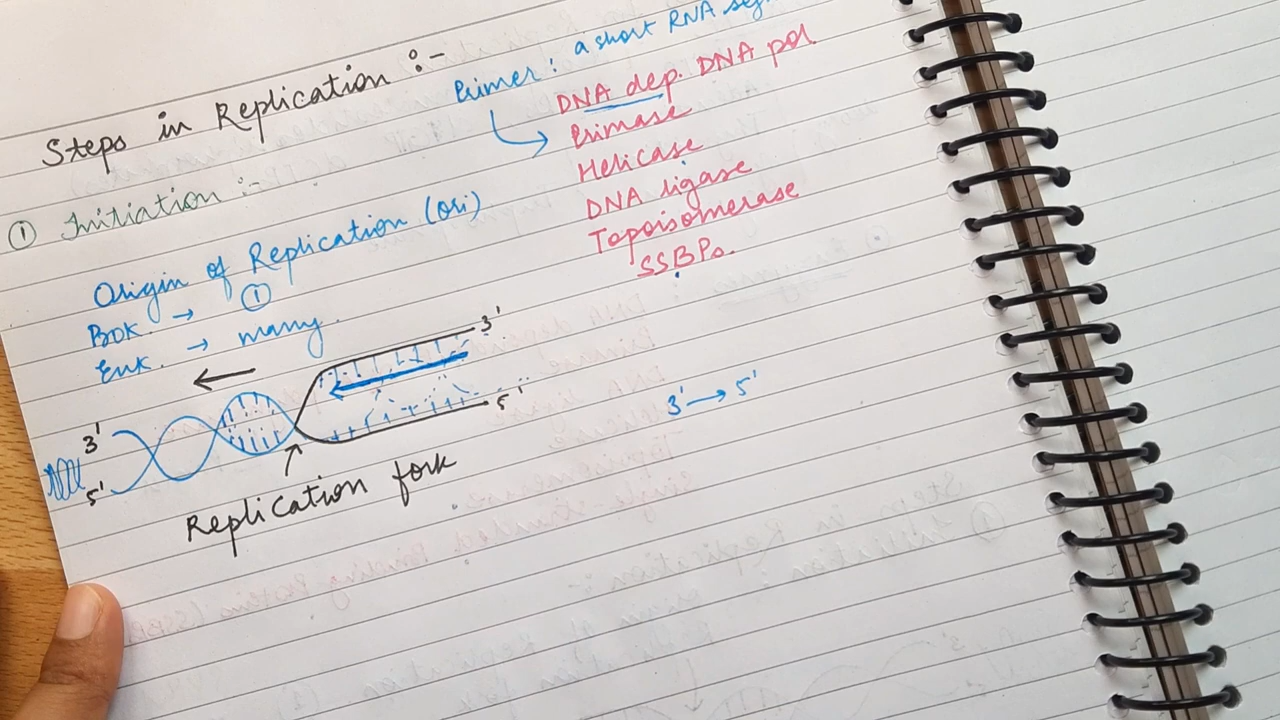 Steps in Replication :-
Primer : a short RNA
DNA dep. DNA pol.
Primase
Helicase
DNA ligase
Topoisomerase
SSBPs.
① Initiation :-
Origin of Replication (ori)
Prok. → ①
Euk. → many
3'
5'
3'
5'
3' → 5'
Replication fork